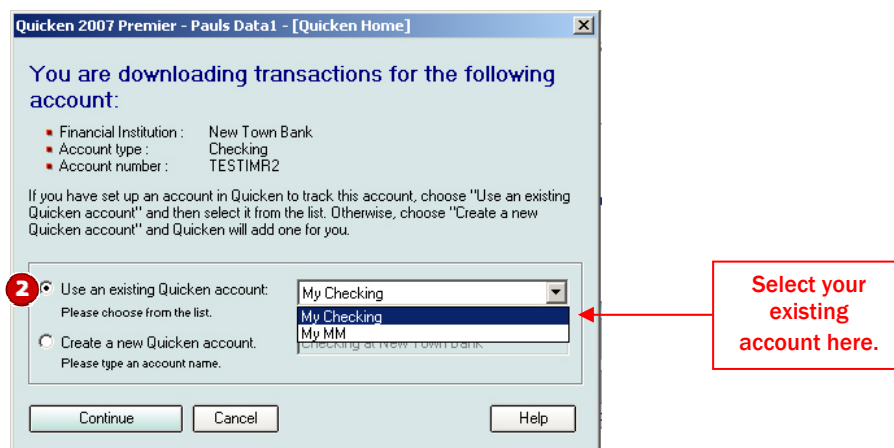 Quicken 2007 Premier - Pauls Data1 - [Quicken Home]
You are downloading transactions for the following
account:
Financial Institution : New Town Bank
Account type : Checking
Account number : TESTIMR2
If you have set up an account in Quicken to track this account, choose "Use an existing
Quicken account" and then select it from the list. Otherwise, choose "Create a new
Quicken account" and Quicken will add one for you.
2 Use an existing Quicken account: My Checking
Please choose from the list.
My Checking
My MM
Create a new Quicken account. Checking at New Town Bank
Please type an account name.
Continue Cancel Help
Select your
existing
account here.